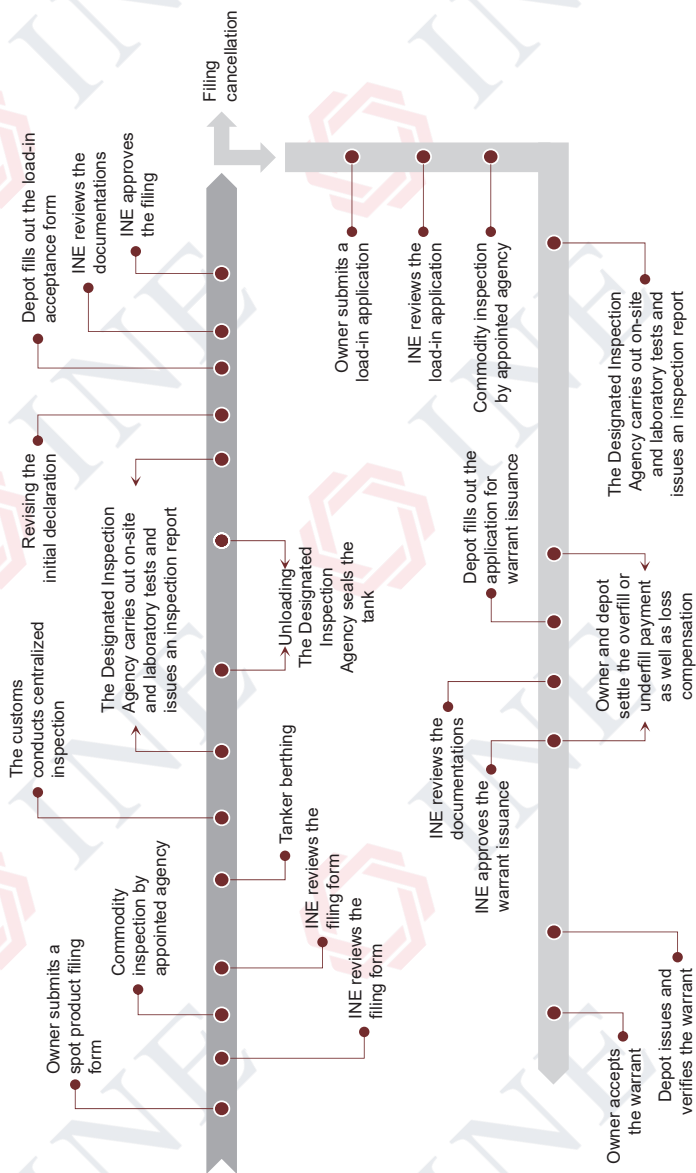 Owner submits a
spot product filing
form
INE reviews the
filing form
Commodity
inspection by
appointed agency
INE reviews the
filing form
Tanker berthing
The customs
conducts centralized
inspection
The Designated Inspection
Agency carries out on-site
and laboratory tests and
issues an inspection report
Unloading
The Designated
Inspection
Agency seals the
tank
Revising the
initial declaration
Depot fills out the load-in
acceptance form
INE reviews the
documentations
INE approves
the filing
Filing
cancellation
Owner submits a
load-in application
INE reviews the
load-in application
Commodity inspection
by appointed agency
The Designated Inspection
Agency carries out on-site
and laboratory tests and
issues an inspection report
Owner and depot
settle the overfill or
underfill payment
as well as loss
compensation
Depot fills out the
application for
warrant issuance
INE reviews the
documentations
INE approves the
warrant issuance
Depot issues and
verifies the warrant
Owner accepts
the warrant
INE
INE
INE
INE
INE
INE